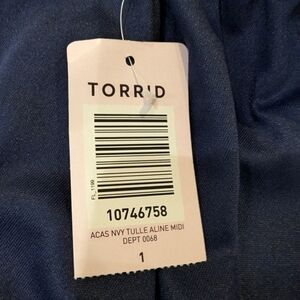 TORRID
FL_1199
10746758
ACAS NVY TULLE ALINE MIDI
DEPT 0068
1